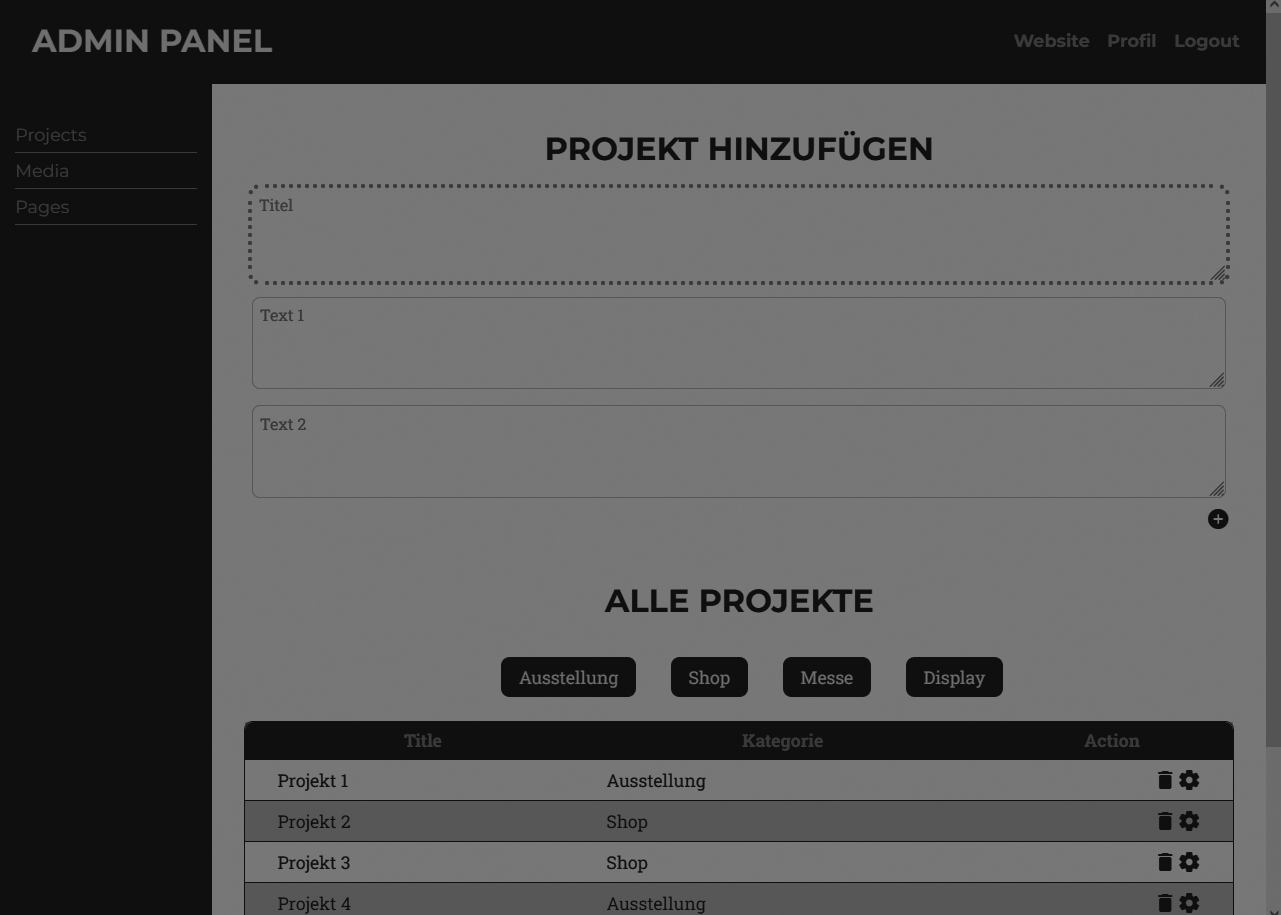 ADMIN PANEL
Website Profil Logout
Projects
Media
Pages
PROJEKT HINZUFÜGEN
Titel
Text 1
Text 2
ALLE PROJEKTE
Ausstellung Shop Messe Display
Title Kategorie Action
Projekt 1 Ausstellung
Projekt 2 Shop
Projekt 3 Shop
Projekt 4 Ausstellung